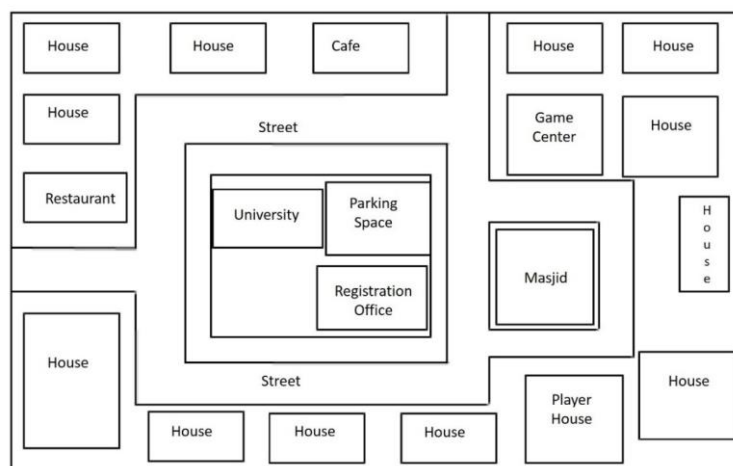 House
House
Cafe
House
House
House
Street
Game
Center
House
Restaurant
University
Parking
Space
H
o
u
s
e
Masjid
Registration
Office
House
Street
Player
House
House
House
House
House